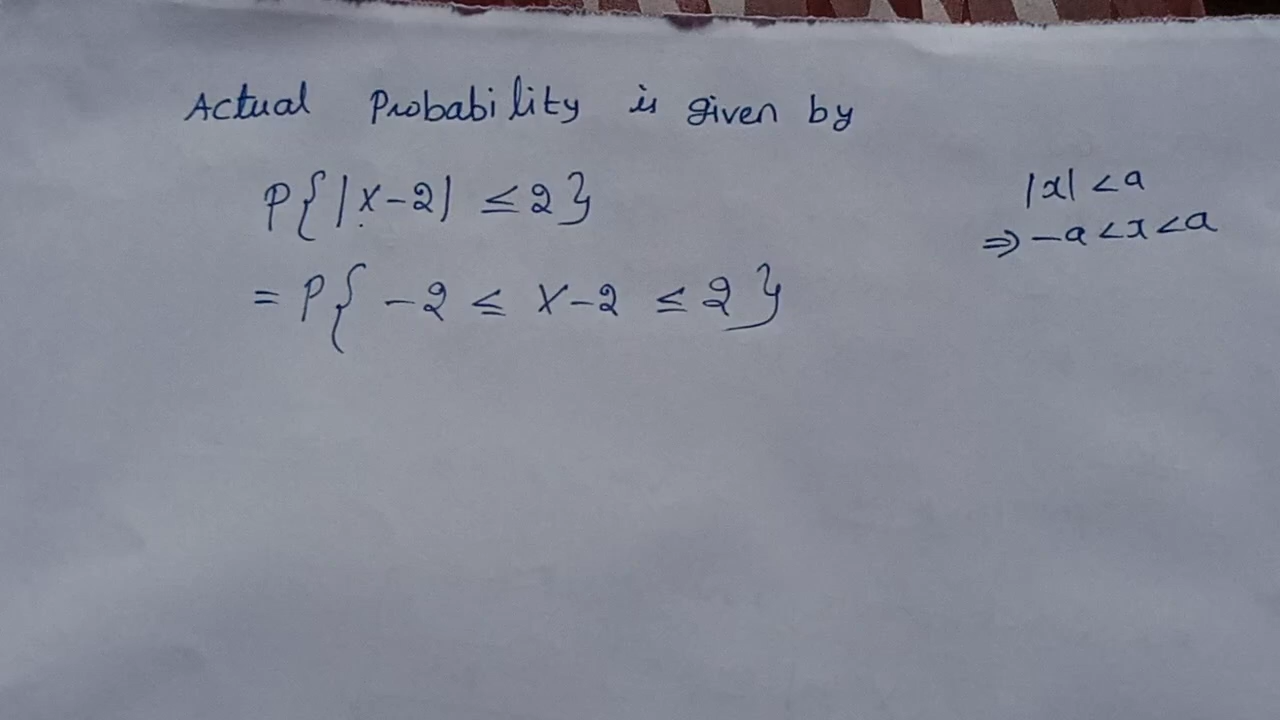 Actual Probability is given by
P{|X-2| ≤ 2}
|x| < a
⇒ -a < x < a
= P{ -2 ≤ X-2 ≤ 2}